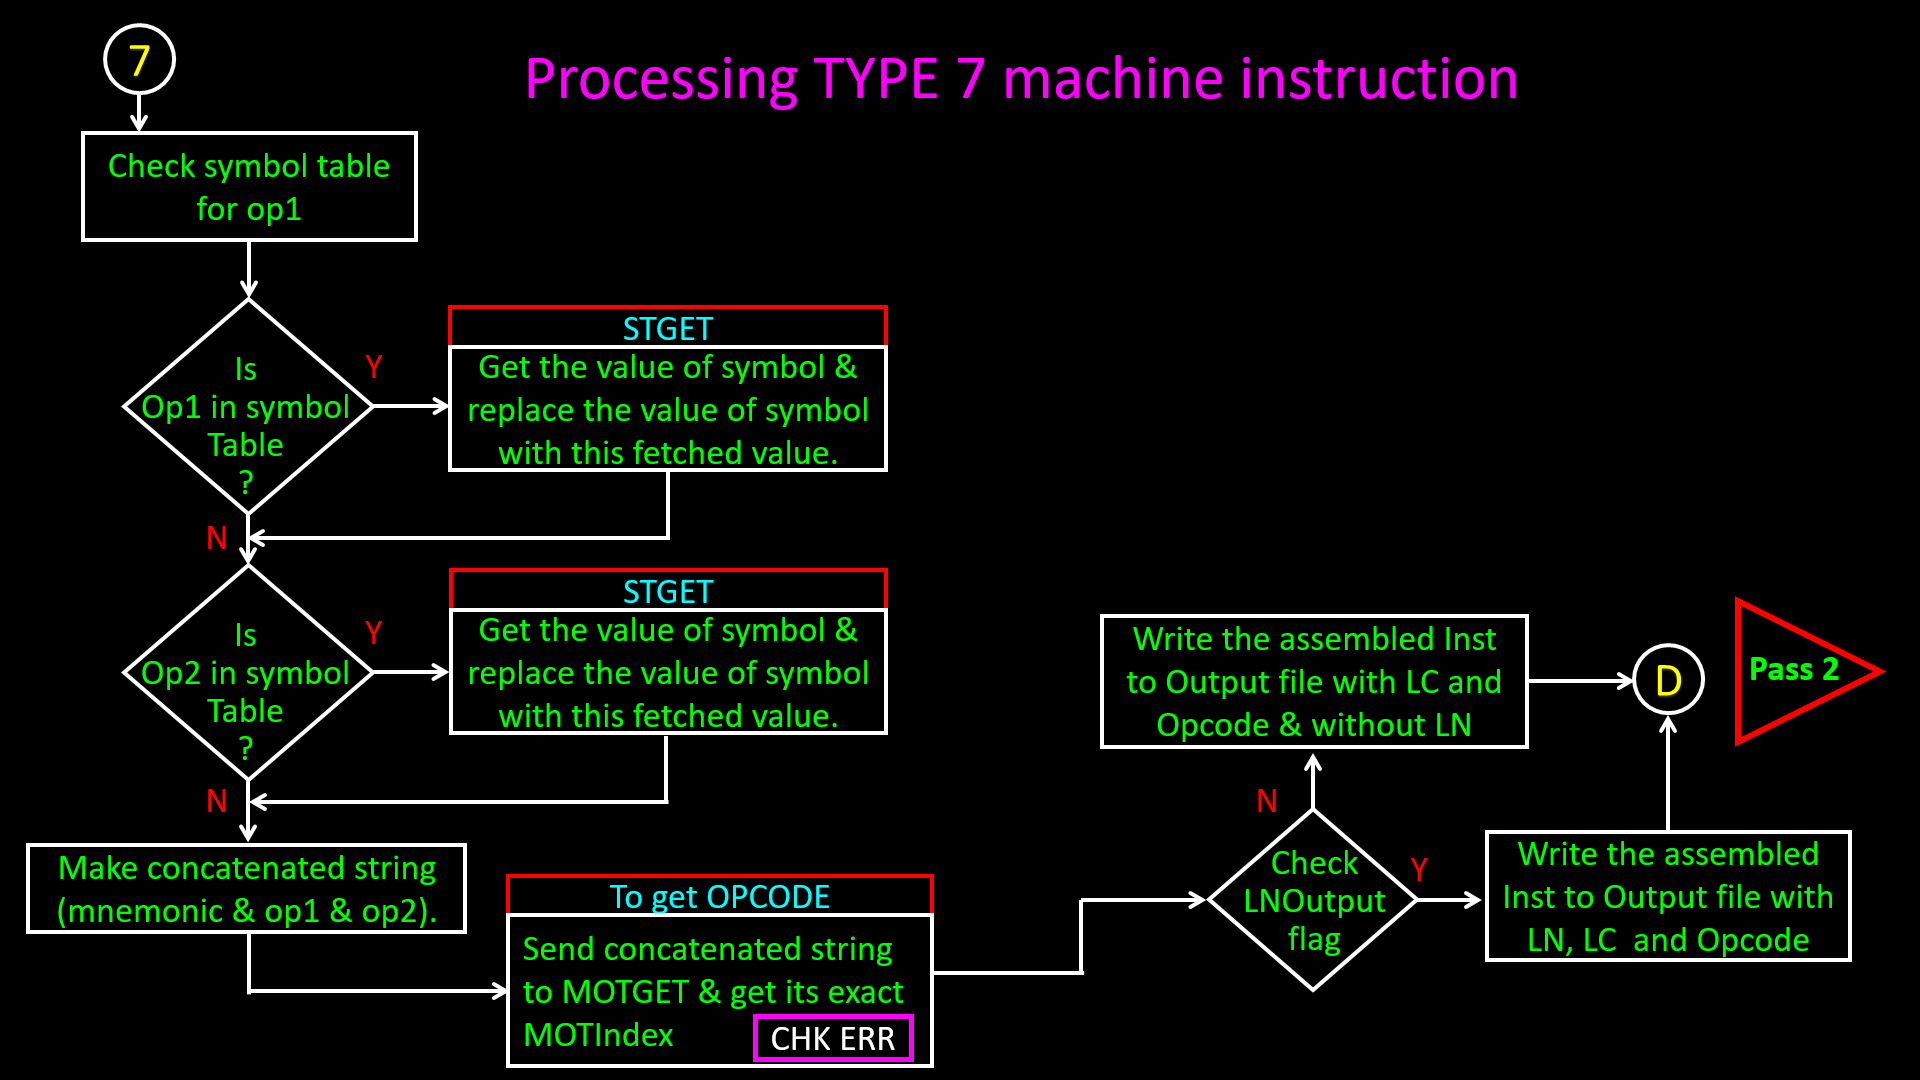 7
Processing TYPE 7 machine instruction
Check symbol table
for op1
Is
Op1 in symbol
Table
?
Y
N
STGET
Get the value of symbol &
replace the value of symbol
with this fetched value.
Is
Op2 in symbol
Table
?
Y
N
STGET
Get the value of symbol &
replace the value of symbol
with this fetched value.
Make concatenated string
(mnemonic & op1 & op2).
To get OPCODE
Send concatenated string
to MOTGET & get its exact
MOTIndex
CHK ERR
Check
LNOutput
flag
N
Y
Write the assembled Inst
to Output file with LC and
Opcode & without LN
Write the assembled
Inst to Output file with
LN, LC and Opcode
D
Pass 2